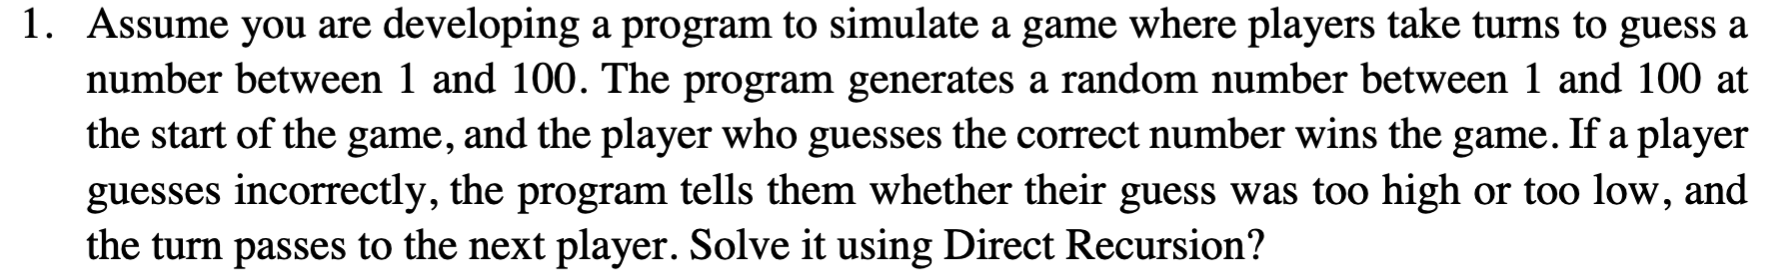 1. Assume you are developing a program to simulate a game where players take turns to guess a
number between 1 and 100. The program generates a random number between 1 and 100 at
the start of the game, and the player who guesses the correct number wins the game. If a player
guesses incorrectly, the program tells them whether their guess was too high or too low, and
the turn passes to the next player. Solve it using Direct Recursion?